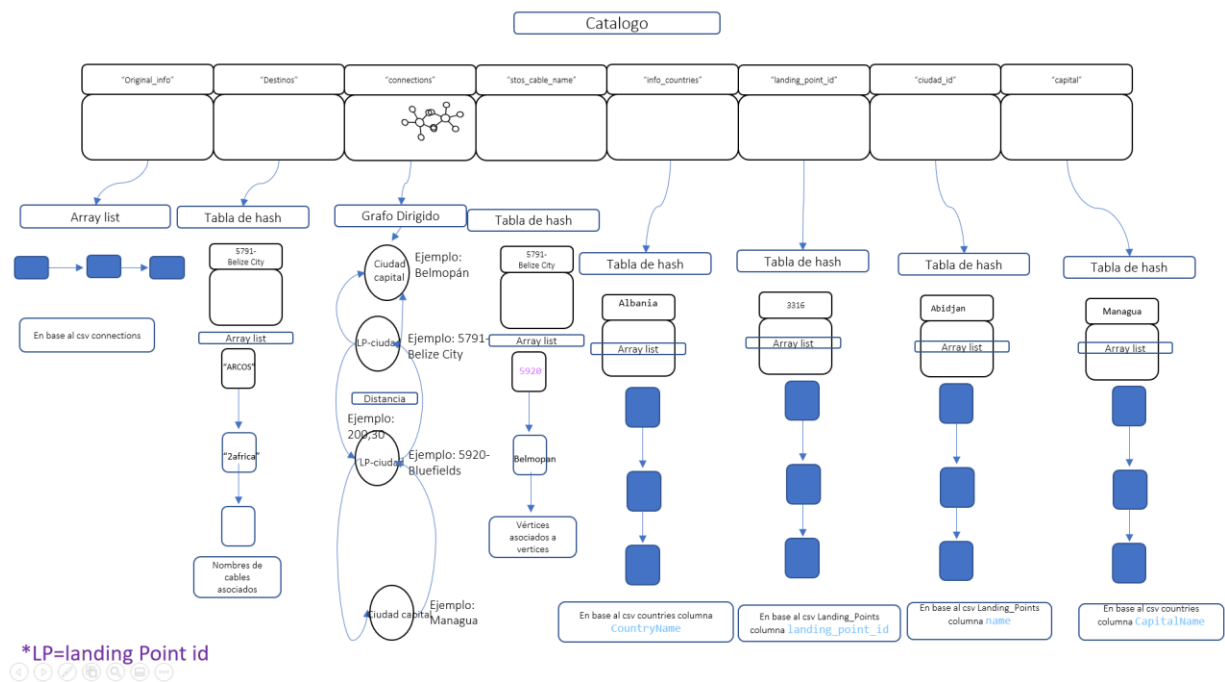 Catalogo
"Original_info"
"Destinos"
"connections"
"stos_cable_name"
"info_countries"
"landing_point_id"
"ciudad_id"
"capital"
Array list
Tabla de hash
Grafo Dirigido
Tabla de hash
Tabla de hash
Tabla de hash
Tabla de hash
Tabla de hash
En base al csv connections
5791-
Belize City
Array list
"ARCOS"
"2africa"
Nombres de
cables
asociados
Ciudad
capital
Ejemplo:
Belmopán
LP-ciudad
Ejemplo: 5791-
Belize City
Distancia
Ejemplo:
200,30
LP-ciudad
Ejemplo: 5920-
Bluefields
Ciudad capital
Ejemplo:
Managua
5791-
Belize City
Array list
5920
Belmopan
Vértices
asociados a
vertices
Albania
Array list
En base al csv countries columna
CountryName
3316
Array list
En base al csv Landing_Points
columna landing_point_id
Abidjan
Array list
En base al csv Landing_Points
columna name
Managua
Array list
En base al csv countries
columna CapitalName
*LP=landing Point id